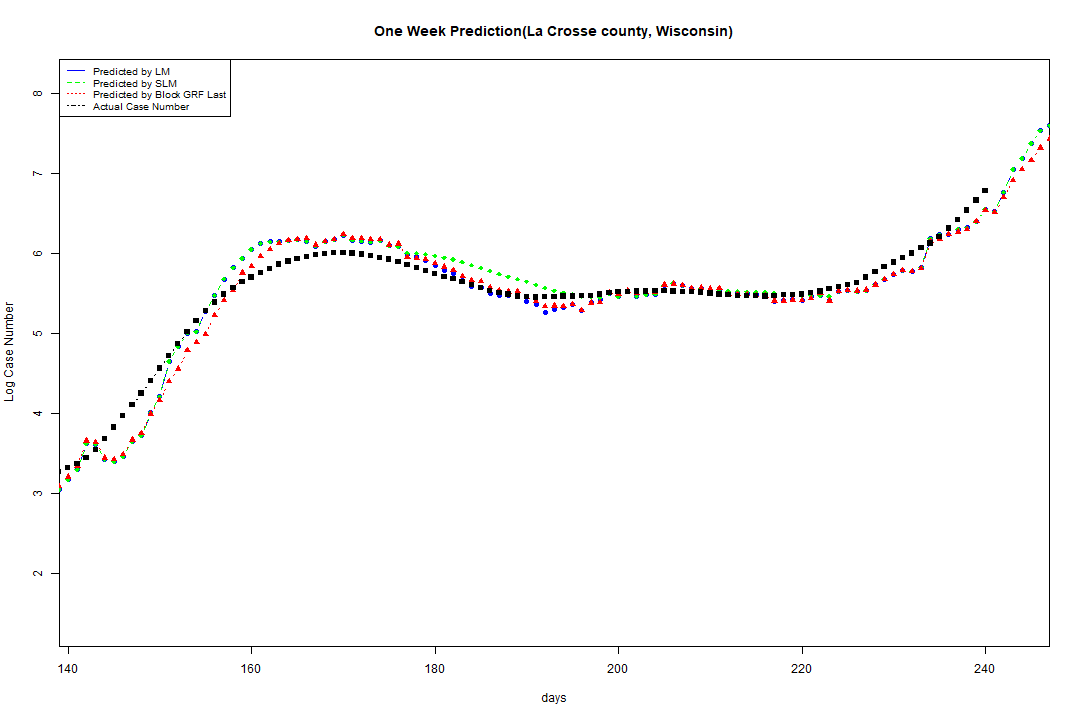 One Week Prediction(La Crosse county, Wisconsin)
Predicted by LM
Predicted by SLM
Predicted by Block GRF Last
Actual Case Number
8
7
6
5
4
3
2
Log Case Number
140 160 180 200 220 240
days